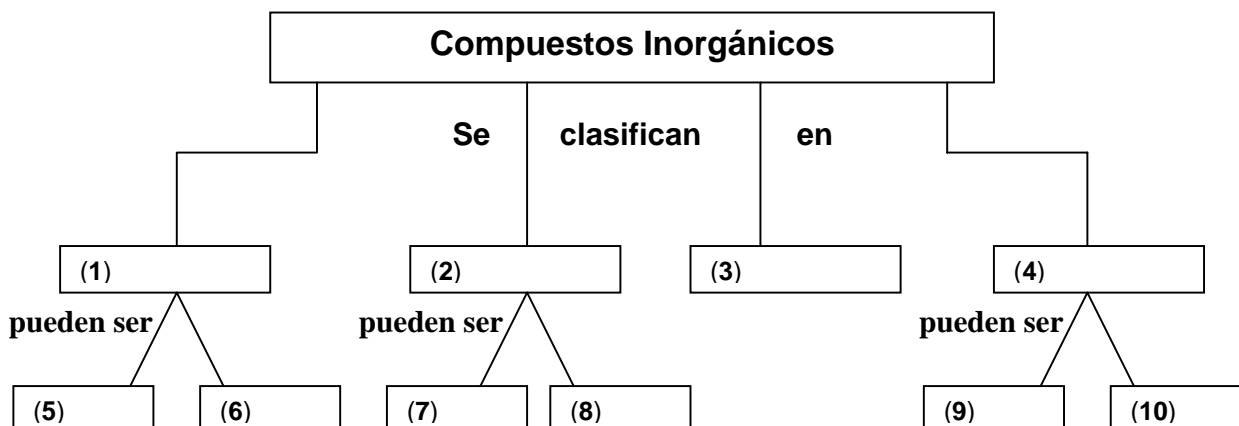 Compuestos Inorgánicos
Se clasifican en
(1) (2) (3) (4)
pueden ser pueden ser pueden ser
(5) (6) (7) (8) (9) (10)